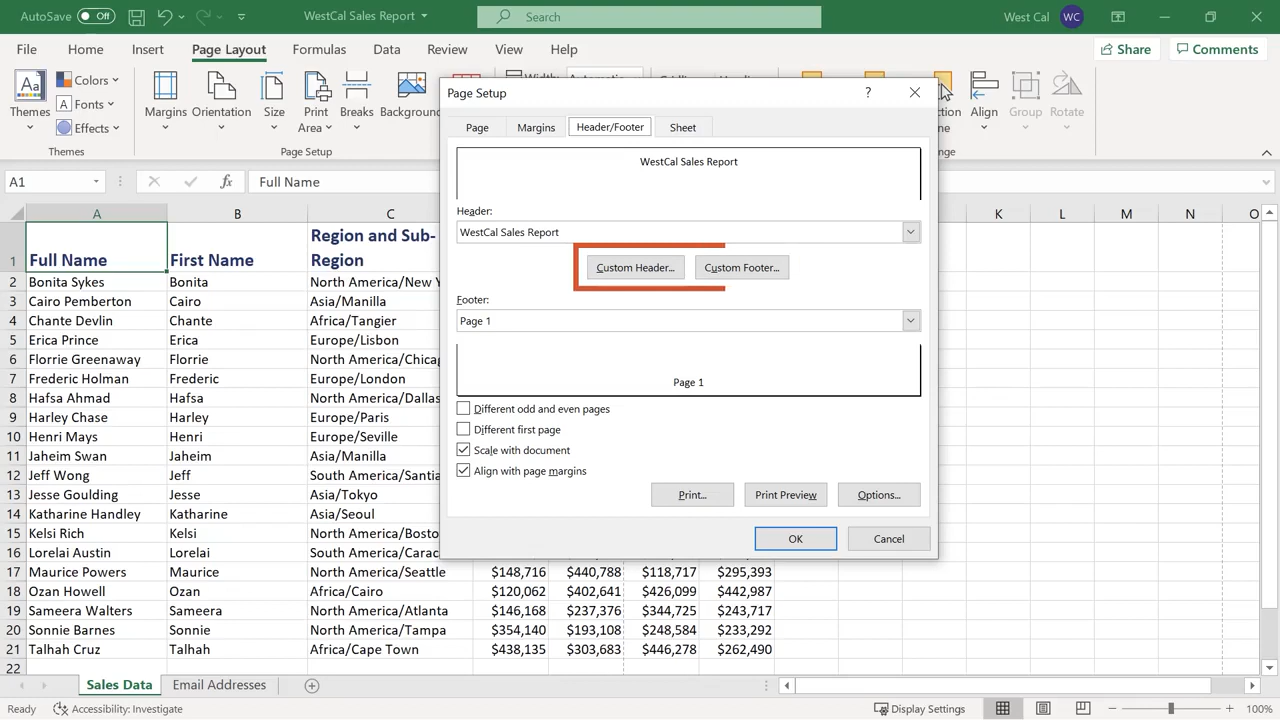 AutoSave Off WestCal Sales Report Search West Cal WC
File Home Insert Page Layout Formulas Data Review View Help Share Comments
Themes Colors Fonts Effects Margins Orientation Size Print Area Breaks Background Align Group Rotate
Themes Page Setup
A1 fx Full Name
Page Setup ?
Page Margins Header/Footer Sheet
WestCal Sales Report
Header:
WestCal Sales Report
Custom Header... Custom Footer...
Footer:
Page 1
Page 1
Different odd and even pages
Different first page
Scale with document
Align with page margins
Print... Print Preview Options...
OK Cancel
A B C K L M N O
1 Full Name First Name Region and Sub-Region
2 Bonita Sykes Bonita North America/New Y
3 Cairo Pemberton Cairo Asia/Manilla
4 Chante Devlin Chante Africa/Tangier
5 Erica Prince Erica Europe/Lisbon
6 Florrie Greenaway Florrie North America/Chicag
7 Frederic Holman Frederic Europe/London
8 Hafsa Ahmad Hafsa North America/Dallas
9 Harley Chase Harley Europe/Paris
10 Henri Mays Henri Europe/Seville
11 Jaheim Swan Jaheim Asia/Manilla
12 Jeff Wong Jeff South America/Santia
13 Jesse Goulding Jesse Asia/Tokyo
14 Katharine Handley Katharine Asia/Seoul
15 Kelsi Rich Kelsi North America/Bosto
16 Lorelai Austin Lorelai South America/Carac
17 Maurice Powers Maurice North America/Seattle $148,716 $440,788 $118,717 $295,393
18 Ozan Howell Ozan Africa/Cairo $120,062 $402,641 $426,099 $442,987
19 Sameera Walters Sameera North America/Atlanta $146,168 $237,376 $344,725 $243,717
20 Sonnie Barnes Sonnie North America/Tampa $354,140 $193,108 $248,584 $233,292
21 Talhah Cruz Talhah Africa/Cape Town $438,135 $303,683 $446,278 $262,490
22
Sales Data Email Addresses
Ready Accessibility: Investigate Display Settings 100%